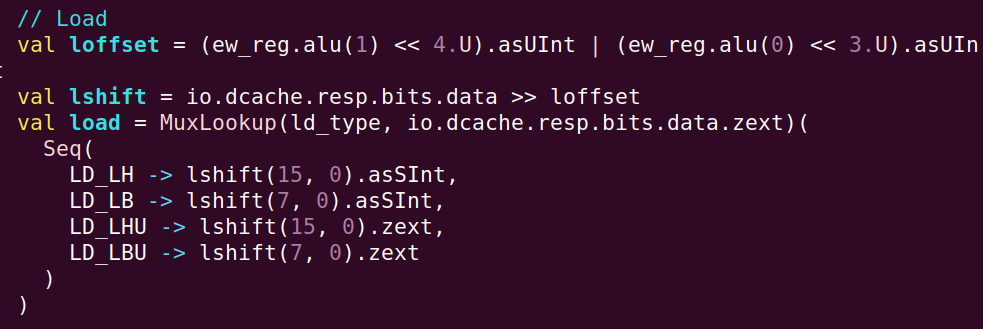 // Load
val loffset = (ew_reg.alu(1) << 4.U).asUInt | (ew_reg.alu(0) << 3.U).asUIn
t
val lshift = io.dcache.resp.bits.data >> loffset
val load = MuxLookup(ld_type, io.dcache.resp.bits.data.zext)(
  Seq(
    LD_LH -> lshift(15, 0).asSInt,
    LD_LB -> lshift(7, 0).asSInt,
    LD_LHU -> lshift(15, 0).zext,
    LD_LBU -> lshift(7, 0).zext
  )
)